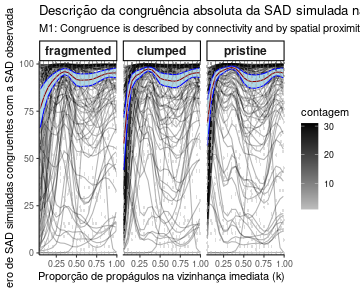 Descrição da congruência absoluta da SAD simulada n
M1: Congruence is described by connectivity and by spatial proximit
fragmented clumped pristine
de SAD simuladas congruentes com a SAD observada
100
75
50
25
0
0.25 0.50 0.75 1.00 0.25 0.50 0.75 1.00 0.25 0.50 0.75 1.00
Proporção de propágulos na vizinhança imediata (k)
contagem
30
20
10